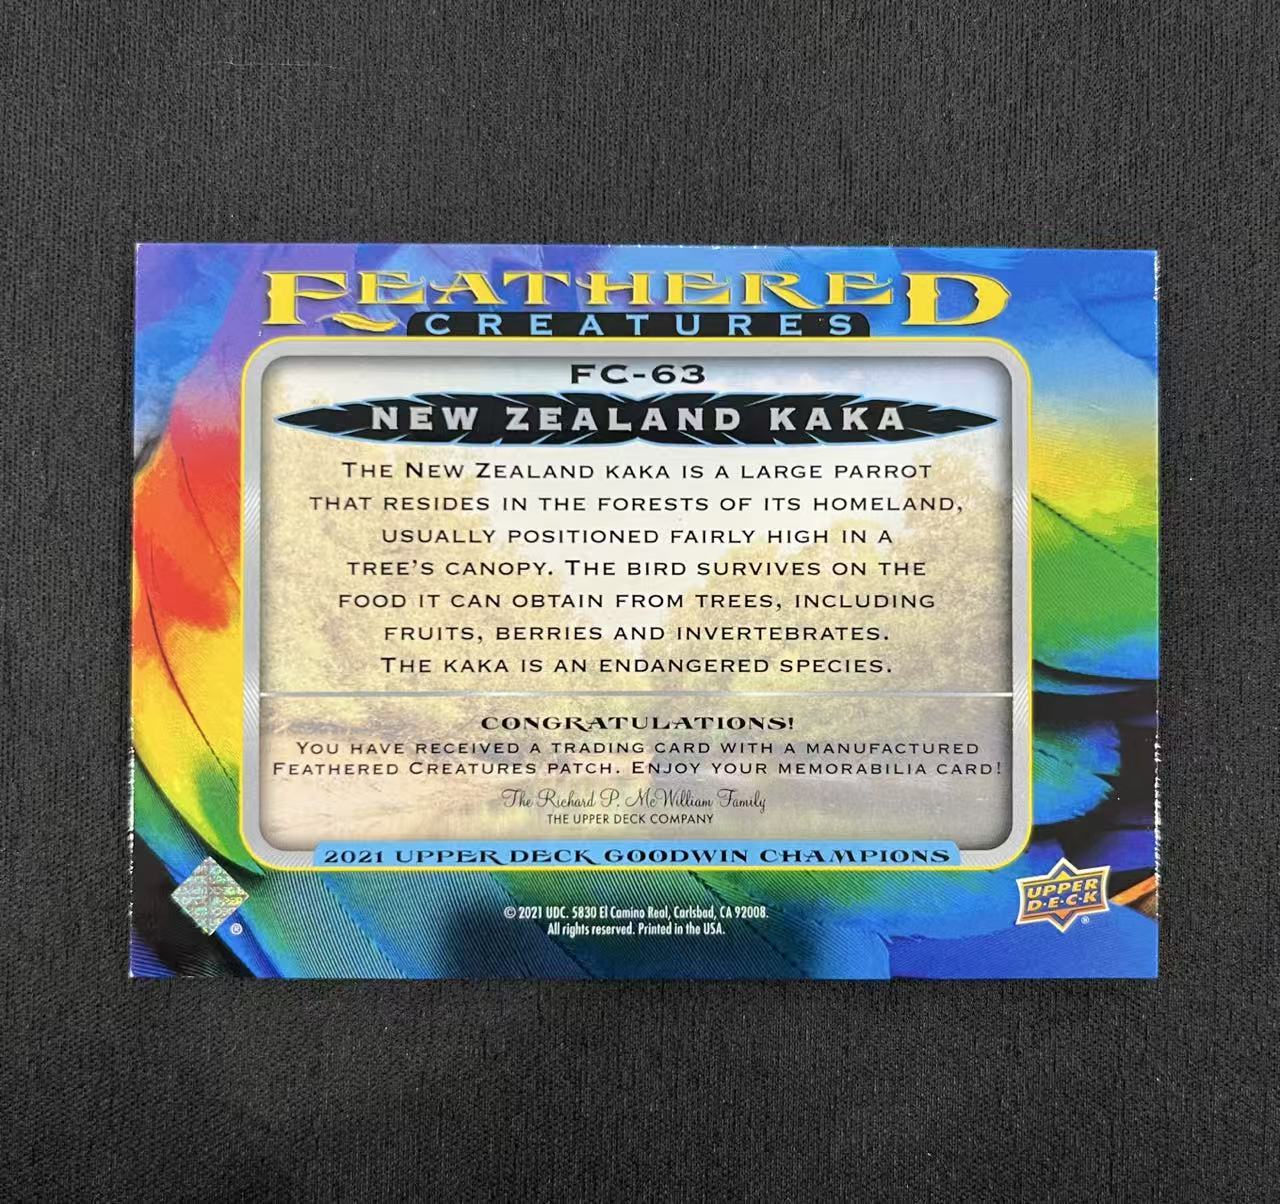 FEATHERED
CREATURES
FC-63
NEW ZEALAND KAKA
THE NEW ZEALAND KAKA IS A LARGE PARROT
THAT RESIDES IN THE FORESTS OF ITS HOMELAND,
USUALLY POSITIONED FAIRLY HIGH IN A
TREE'S CANOPY. THE BIRD SURVIVES ON THE
FOOD IT CAN OBTAIN FROM TREES, INCLUDING
FRUITS, BERRIES AND INVERTEBRATES.
THE KAKA IS AN ENDANGERED SPECIES.
CONGRATULATIONS!
YOU HAVE RECEIVED A TRADING CARD WITH A MANUFACTURED
FEATHERED CREATURES PATCH. ENJOY YOUR MEMORABILIA CARD!
The Richard P. McWilliam Family
THE UPPER DECK COMPANY
2021 UPPER DECK GOODWIN CHAMPIONS
®
UPPER
D·E·C·K
®
© 2021 UDC. 5830 El Camino Real, Carlsbad, CA 92008.
All rights reserved. Printed in the USA.